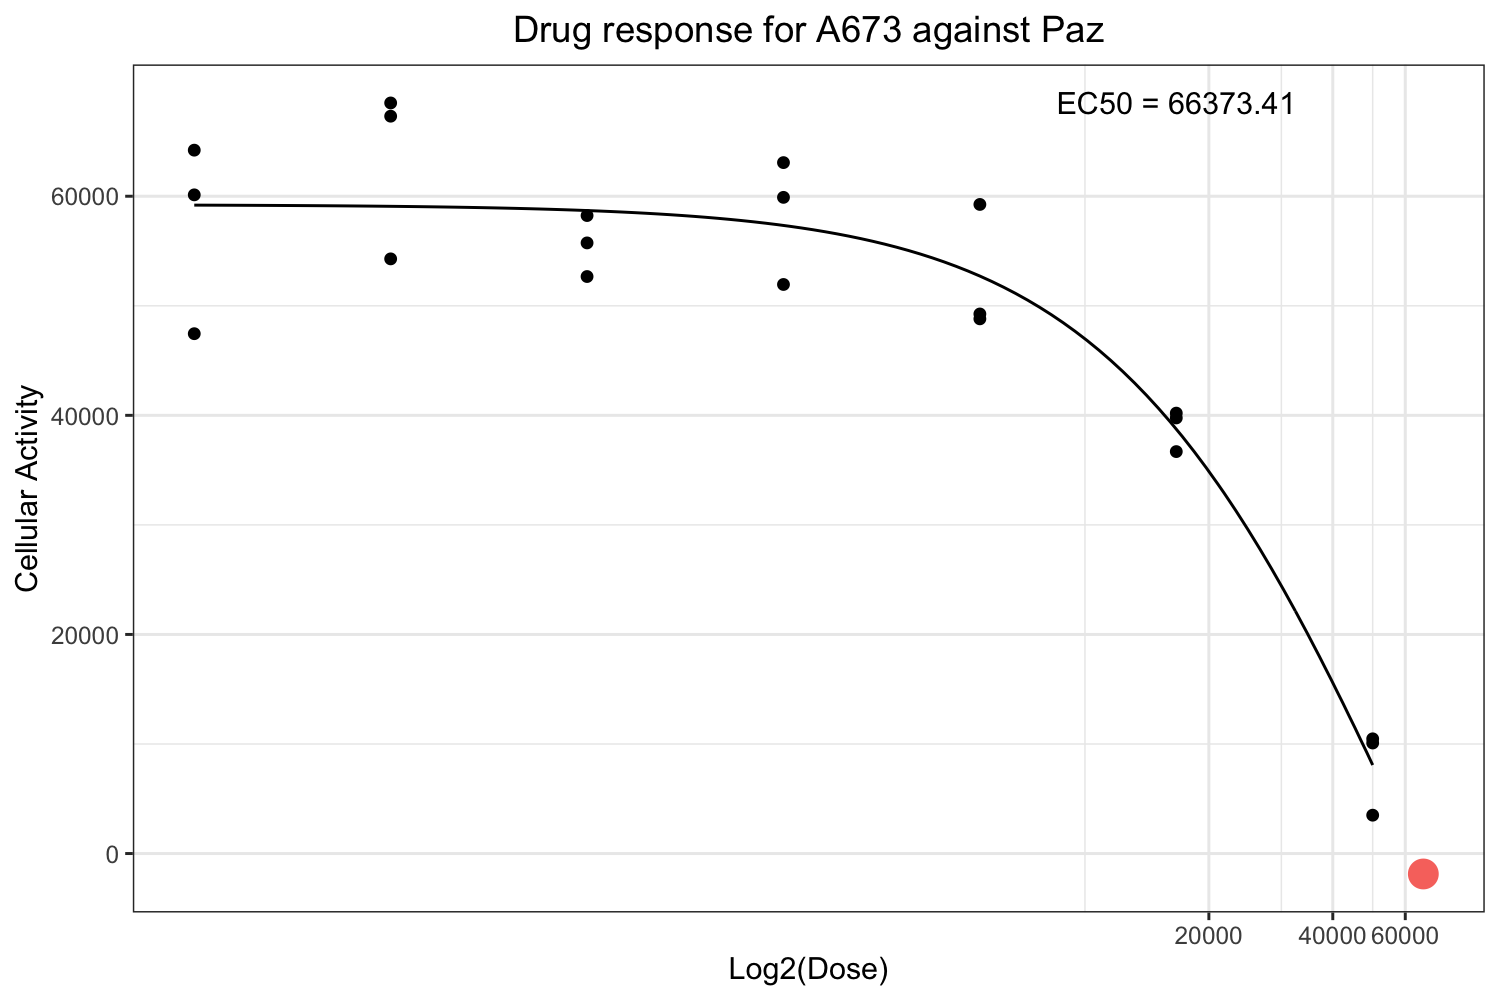 Drug response for A673 against Paz
EC50 = 66373.41
60000
40000
20000
0
Cellular Activity
20000 40000 60000
Log2(Dose)